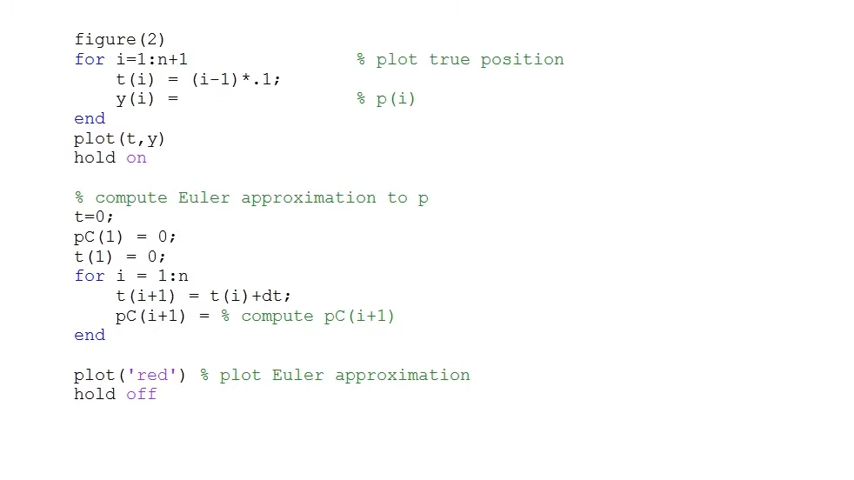 figure(2)
for i=1:n+1 % plot true position
t(i) = (i-1)*.1;
y(i) = % p(i)
end
plot(t,y)
hold on
% compute Euler approximation to p
t=0;
pC(1) = 0;
t(1) = 0;
for i = 1:n
t(i+1) = t(i)+dt;
pC(i+1) = % compute pC(i+1)
end
plot('red') % plot Euler approximation
hold off